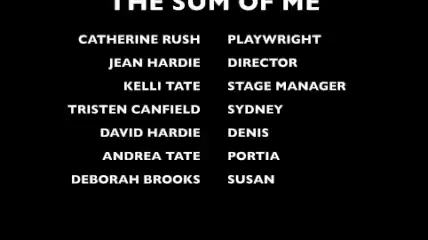 THE SUM OF ME
CATHERINE RUSH PLAYWRIGHT
JEAN HARDIE DIRECTOR
KELLI TATE STAGE MANAGER
TRISTEN CANFIELD SYDNEY
DAVID HARDIE DENIS
ANDREA TATE PORTIA
DEBORAH BROOKS SUSAN